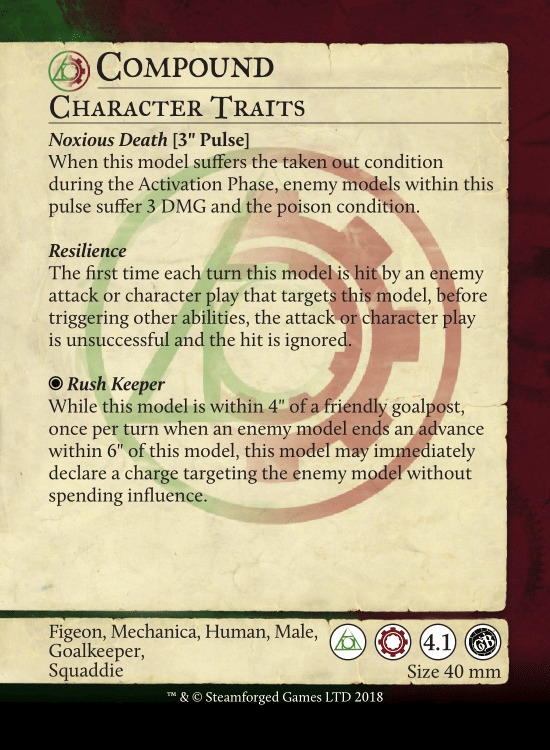 Compound
Character Traits
Noxious Death [3" Pulse]
When this model suffers the taken out condition
during the Activation Phase, enemy models within this
pulse suffer 3 DMG and the poison condition.
Resilience
The first time each turn this model is hit by an enemy
attack or character play that targets this model, before
triggering other abilities, the attack or character play
is unsuccessful and the hit is ignored.
Rush Keeper
While this model is within 4" of a friendly goalpost,
once per turn when an enemy model ends an advance
within 6" of this model, this model may immediately
declare a charge targeting the enemy model without
spending influence.
Figeon, Mechanica, Human, Male,
Goalkeeper,
Squaddie
4.1
GB
Size 40 mm
™ & © Steamforged Games LTD 2018